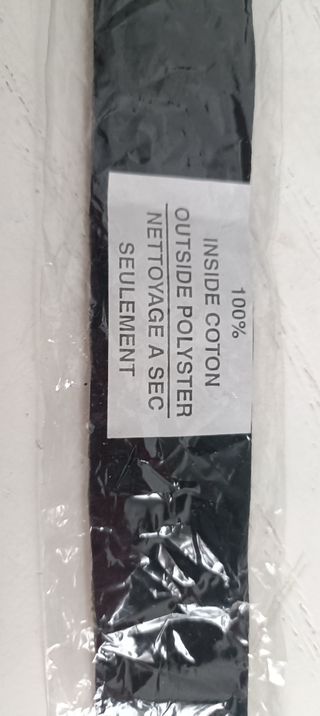 100%
INSIDE COTON
OUTSIDE POLYSTER
NETTOYAGE A SEC
SEULEMENT